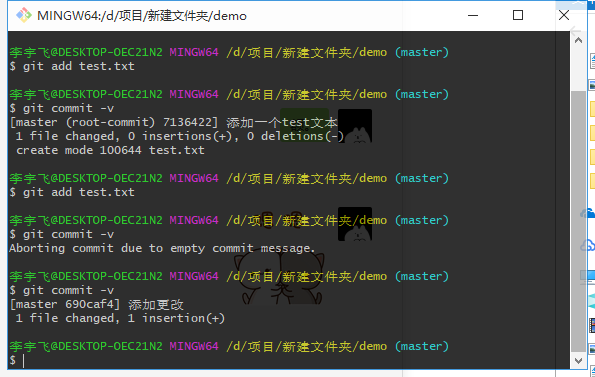 MINGW64:/d/项目/新建文件夹/demo
李宇飞@DESKTOP-OEC21N2 MINGW64 /d/项目/新建文件夹/demo (master)
$ git add test.txt
李宇飞@DESKTOP-OEC21N2 MINGW64 /d/项目/新建文件夹/demo (master)
$ git commit -v
[master (root-commit) 7136422] 添加一个test文本
1 file changed, 0 insertions(+), 0 deletions(-)
create mode 100644 test.txt
李宇飞@DESKTOP-OEC21N2 MINGW64 /d/项目/新建文件夹/demo (master)
$ git add test.txt
李宇飞@DESKTOP-OEC21N2 MINGW64 /d/项目/新建文件夹/demo (master)
$ git commit -v
Aborting commit due to empty commit message.
李宇飞@DESKTOP-OEC21N2 MINGW64 /d/项目/新建文件夹/demo (master)
$ git commit -v
[master 690caf4] 添加更改
1 file changed, 1 insertion(+)
李宇飞@DESKTOP-OEC21N2 MINGW64 /d/项目/新建文件夹/demo (master)
$